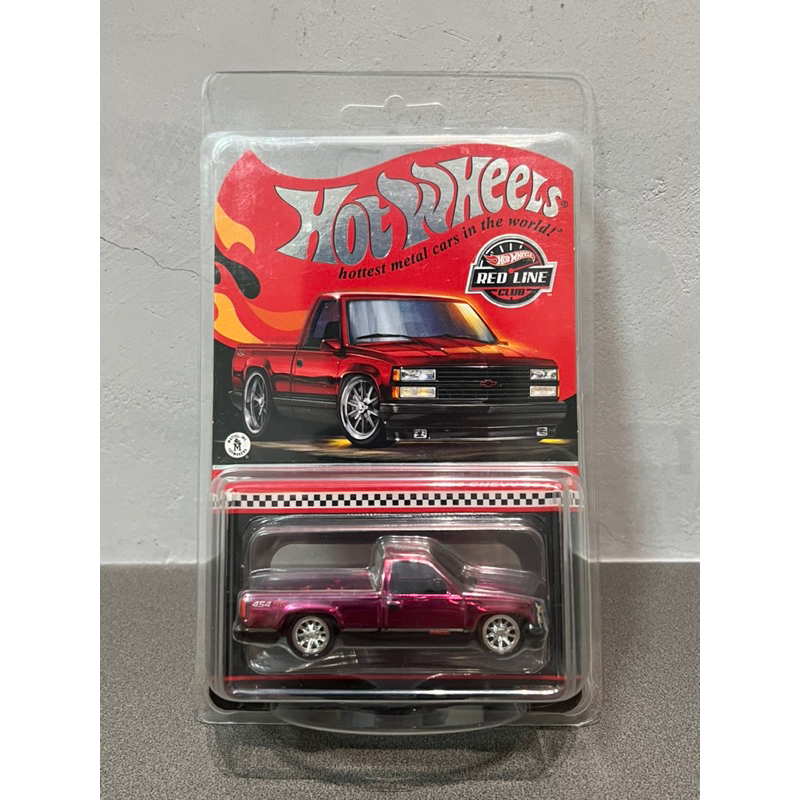 Hot Wheels®
hottest metal cars in the world!
Hot Wheels
RED LINE
CLUB
454